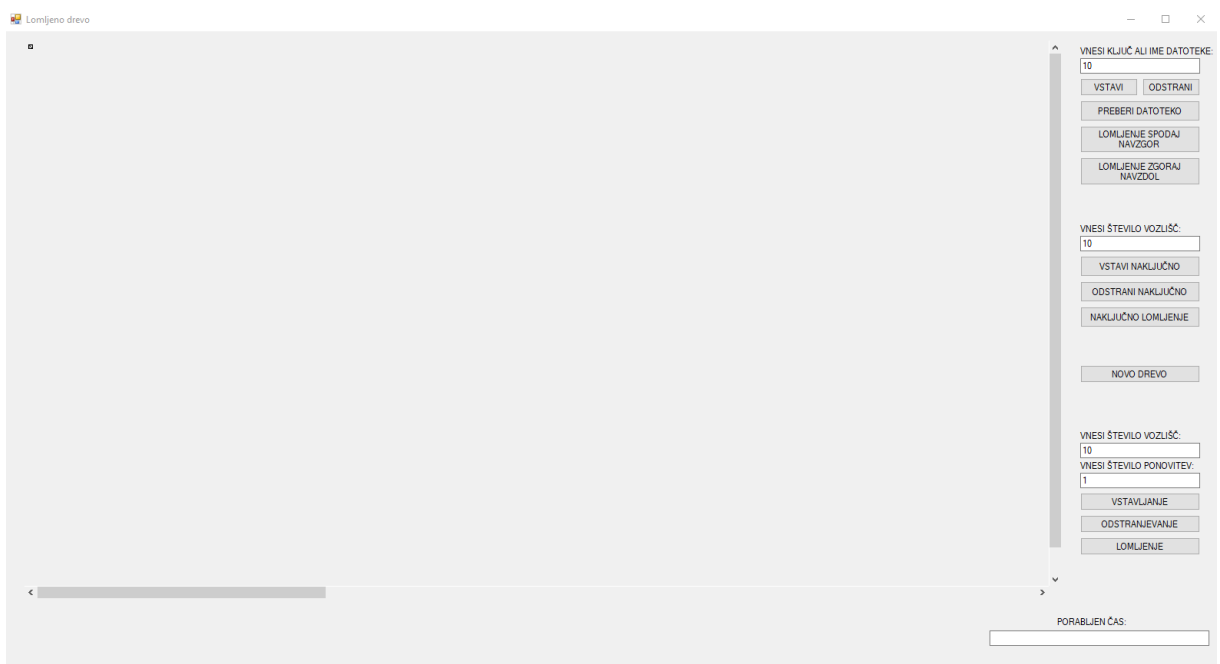 Lomljeno drevo
VNESI KLJUČ ALI IME DATOTEKE:
10
VSTAVI
ODSTRANI
PREBERI DATOTEKO
LOMLJENJE SPODAJ
NAVZGOR
LOMLJENJE ZGORAJ
NAVZDOL
VNESI ŠTEVILO VOZLIŠČ:
10
VSTAVI NAKLJUČNO
ODSTRANI NAKLJUČNO
NAKLJUČNO LOMLJENJE
NOVO DREVO
VNESI ŠTEVILO VOZLIŠČ:
10
VNESI ŠTEVILO PONOVITEV:
1
VSTAVLJANJE
ODSTRANJEVANJE
LOMLJENJE
PORABLJEN ČAS: